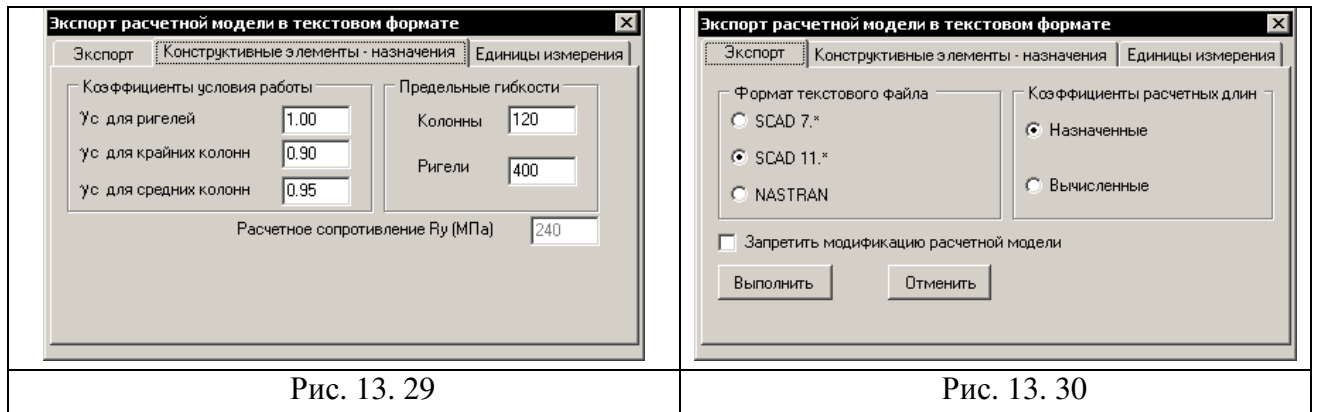 Экспорт расчетной модели в текстовом формате
Экспорт Конструктивные элементы - назначения Единицы измерения
Коэффициенты условия работы Предельные гибкости
γс для ригелей 1.00 Колонны 120
γс для крайних колонн 0.90
Ригели 400
γс для средних колонн 0.95
Расчетное сопротивление Ry (МПа) 240
Рис. 13. 29
Экспорт расчетной модели в текстовом формате
Экспорт Конструктивные элементы - назначения Единицы измерения
Формат текстового файла Коэффициенты расчетных длин
SCAD 7.*
Назначенные
SCAD 11.*
Вычисленные
NASTRAN
Запретить модификацию расчетной модели
Выполнить Отменить
Рис. 13. 30